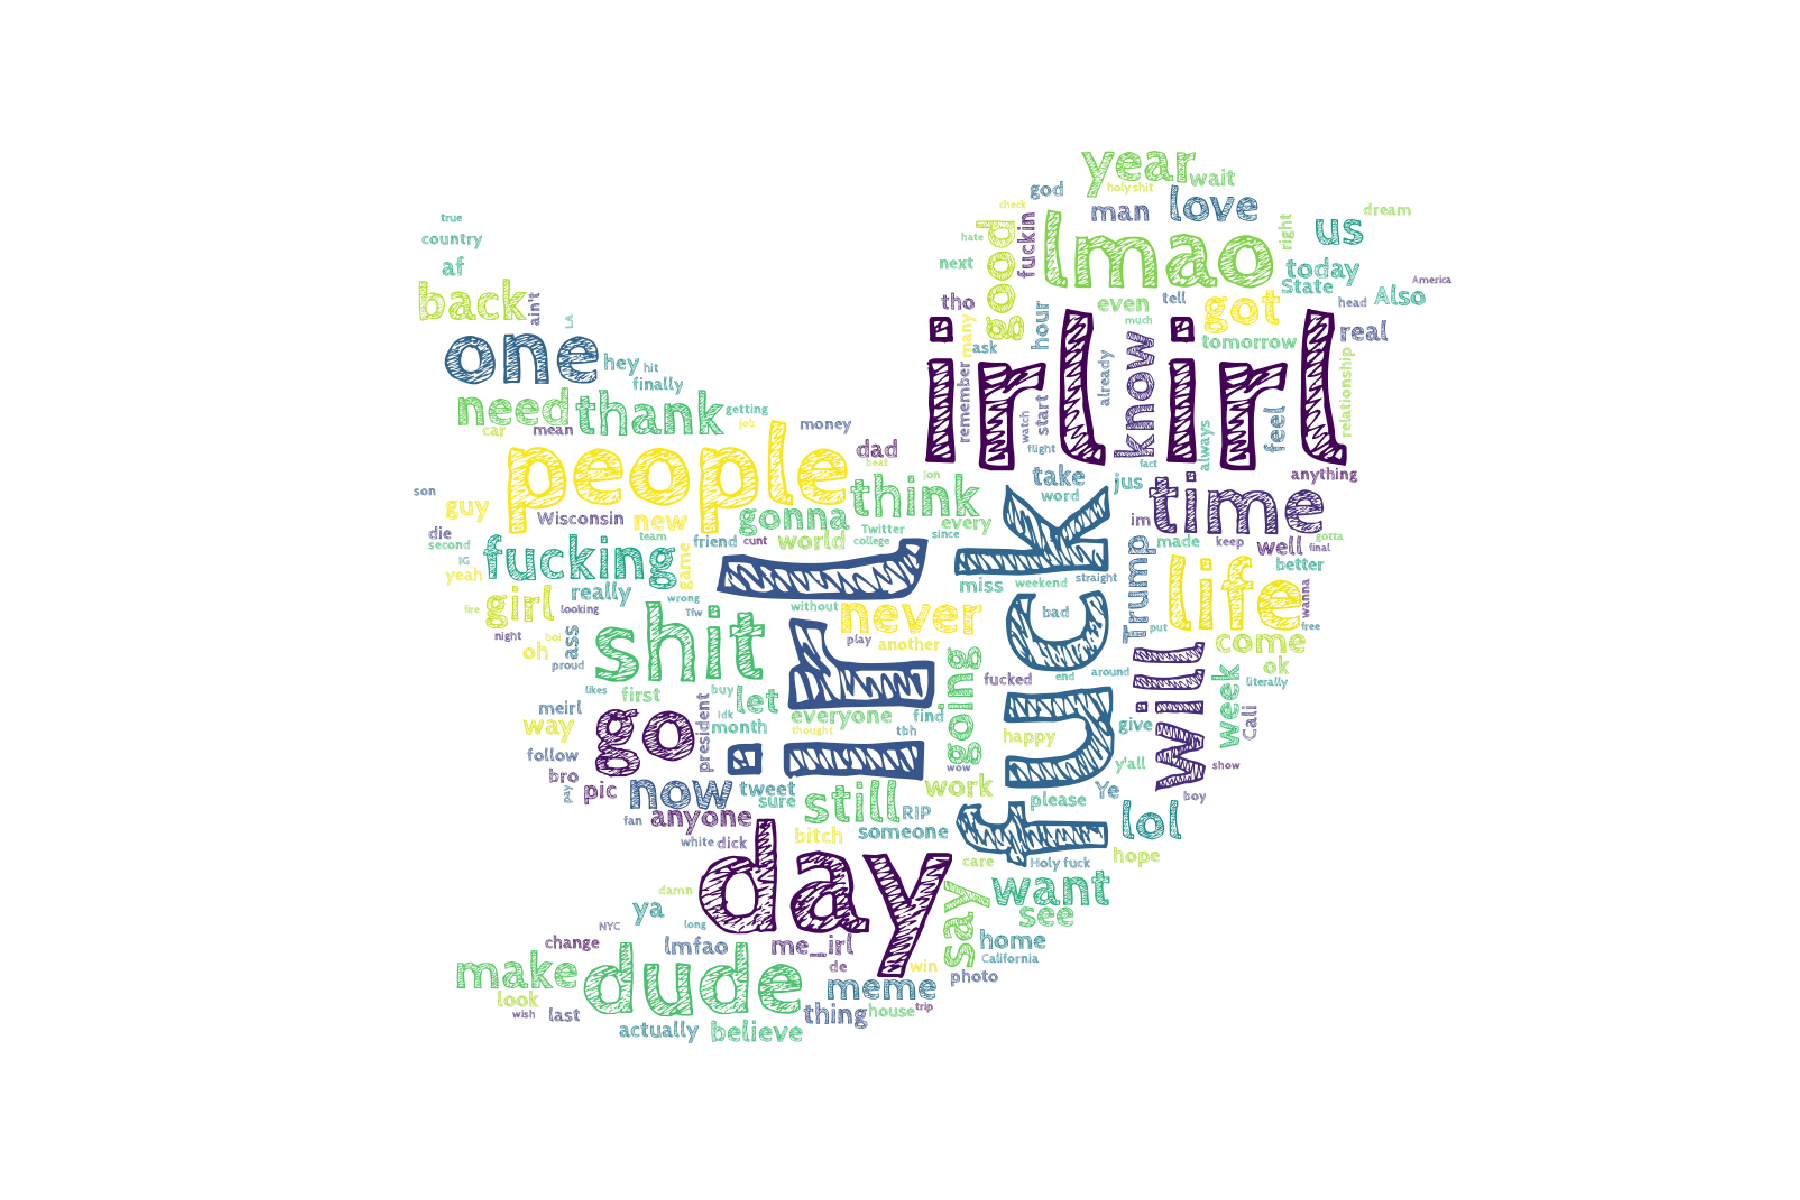 year
wait
holy shit
god
man
love
check
true
country
af
back
ain't
LA
one
hey
hit
finally
need
thank
getting
car
mean
job
money
people
dad
beat
son
guy
Wisconsin
new
gonna
think
jon
every
Twitter
college
since
die
second
team
friend
cunt
world
IG
yeah
fucking
game
really
wrong
girl
looking
Tfw
fire
night
boi
ass
oh
proud
shit
without
never
play
another
likes
first
buy
let
meirl
way
go
president
idk
month
everyone
thought
find
tbh
follow
bro
pay
pic
now
tweet
sure
still
RIP
work
wow
fan
anyone
white
dick
bitch
someone
day
damn
ya
long
NYC
change
lmfao
me_irl
de
win
make
dude
meme
look
wish
last
actually
believe
thing
house
trip
photo
California
home
say
see
want
care
Holy fuck
hope
lol
please
Ye
boy
y'all
show
happy
give
going
fucked
end
around
fuck
irl
bad
miss
weekend
straight
Trump
put
will
week
Cali
literally
ok
come
life
free
wanna
better
well
final
gotta
keep
made
im
time
jus
word
take
anything
fact
flight
watch
start
remember
already
know
always
feel
relationship
irl irl
ask
many
tho
hour
much
even
tell
got
tomorrow
real
head
Also
America
State
today
us
dream
right
lmao
good
fuckin
hate
next